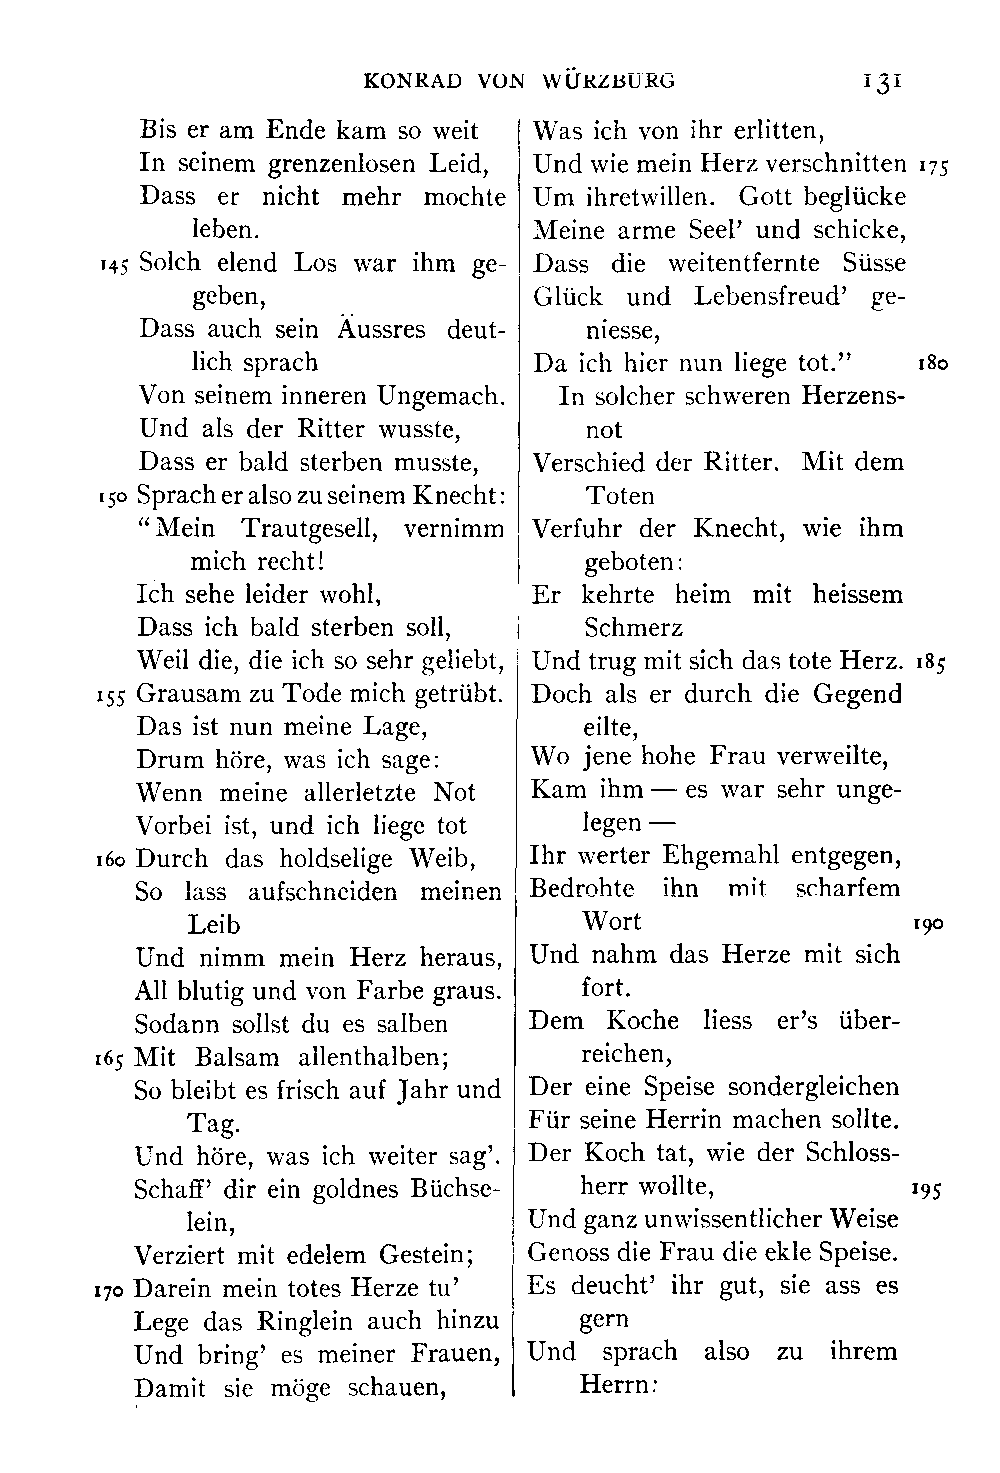 KONRAD VON WÜRZBURG 131
Bis er am Ende kam so weit
In seinem grenzenlosen Leid,
Dass er nicht mehr mochte
leben.
145 Solch elend Los war ihm ge-
geben,
Dass auch sein Äussres deut-
lich sprach
Von seinem inneren Ungemach.
Und als der Ritter wusste,
Dass er bald sterben musste,
150 Sprach er also zu seinem Knecht:
“Mein Trautgesell, vernimm
mich recht!
Ich sehe leider wohl,
Dass ich bald sterben soll,
Weil die, die ich so sehr geliebt,
155 Grausam zu Tode mich getrübt.
Das ist nun meine Lage,
Drum höre, was ich sage:
Wenn meine allerletzte Not
Vorbei ist, und ich liege tot
160 Durch das holdselige Weib,
So lass aufschneiden meinen
Leib
Und nimm mein Herz heraus,
All blutig und von Farbe graus.
Sodann sollst du es salben
165 Mit Balsam allenthalben;
So bleibt es frisch auf Jahr und
Tag.
Und höre, was ich weiter sag’.
Schaff’ dir ein goldnes Büchse-
lein,
Verziert mit edelem Gestein;
170 Darein mein totes Herze tu’
Lege das Ringlein auch hinzu
Und bring’ es meiner Frauen,
Damit sie möge schauen,
Was ich von ihr erlitten,
Und wie mein Herz verschnitten 175
Um ihretwillen. Gott beglücke
Meine arme Seel’ und schicke,
Dass die weitentfernte Süsse
Glück und Lebensfreud’ ge-
niesse,
Da ich hier nun liege tot.” 180
In solcher schweren Herzens-
not
Verschied der Ritter. Mit dem
Toten
Verfuhr der Knecht, wie ihm
geboten:
Er kehrte heim mit heissem
Schmerz
Und trug mit sich das tote Herz. 185
Doch als er durch die Gegend
eilte,
Wo jene hohe Frau verweilte,
Kam ihm — es war sehr unge-
legen —
Ihr werter Ehgemahl entgegen,
Bedrohte ihn mit scharfem
Wort 190
Und nahm das Herze mit sich
fort.
Dem Koche liess er’s über-
reichen,
Der eine Speise sondergleichen
Für seine Herrin machen sollte.
Der Koch tat, wie der Schloss-
herr wollte, 195
Und ganz unwissentlicher Weise
Genoss die Frau die ekle Speise.
Es deucht’ ihr gut, sie ass es
gern
Und sprach also zu ihrem
Herrn: